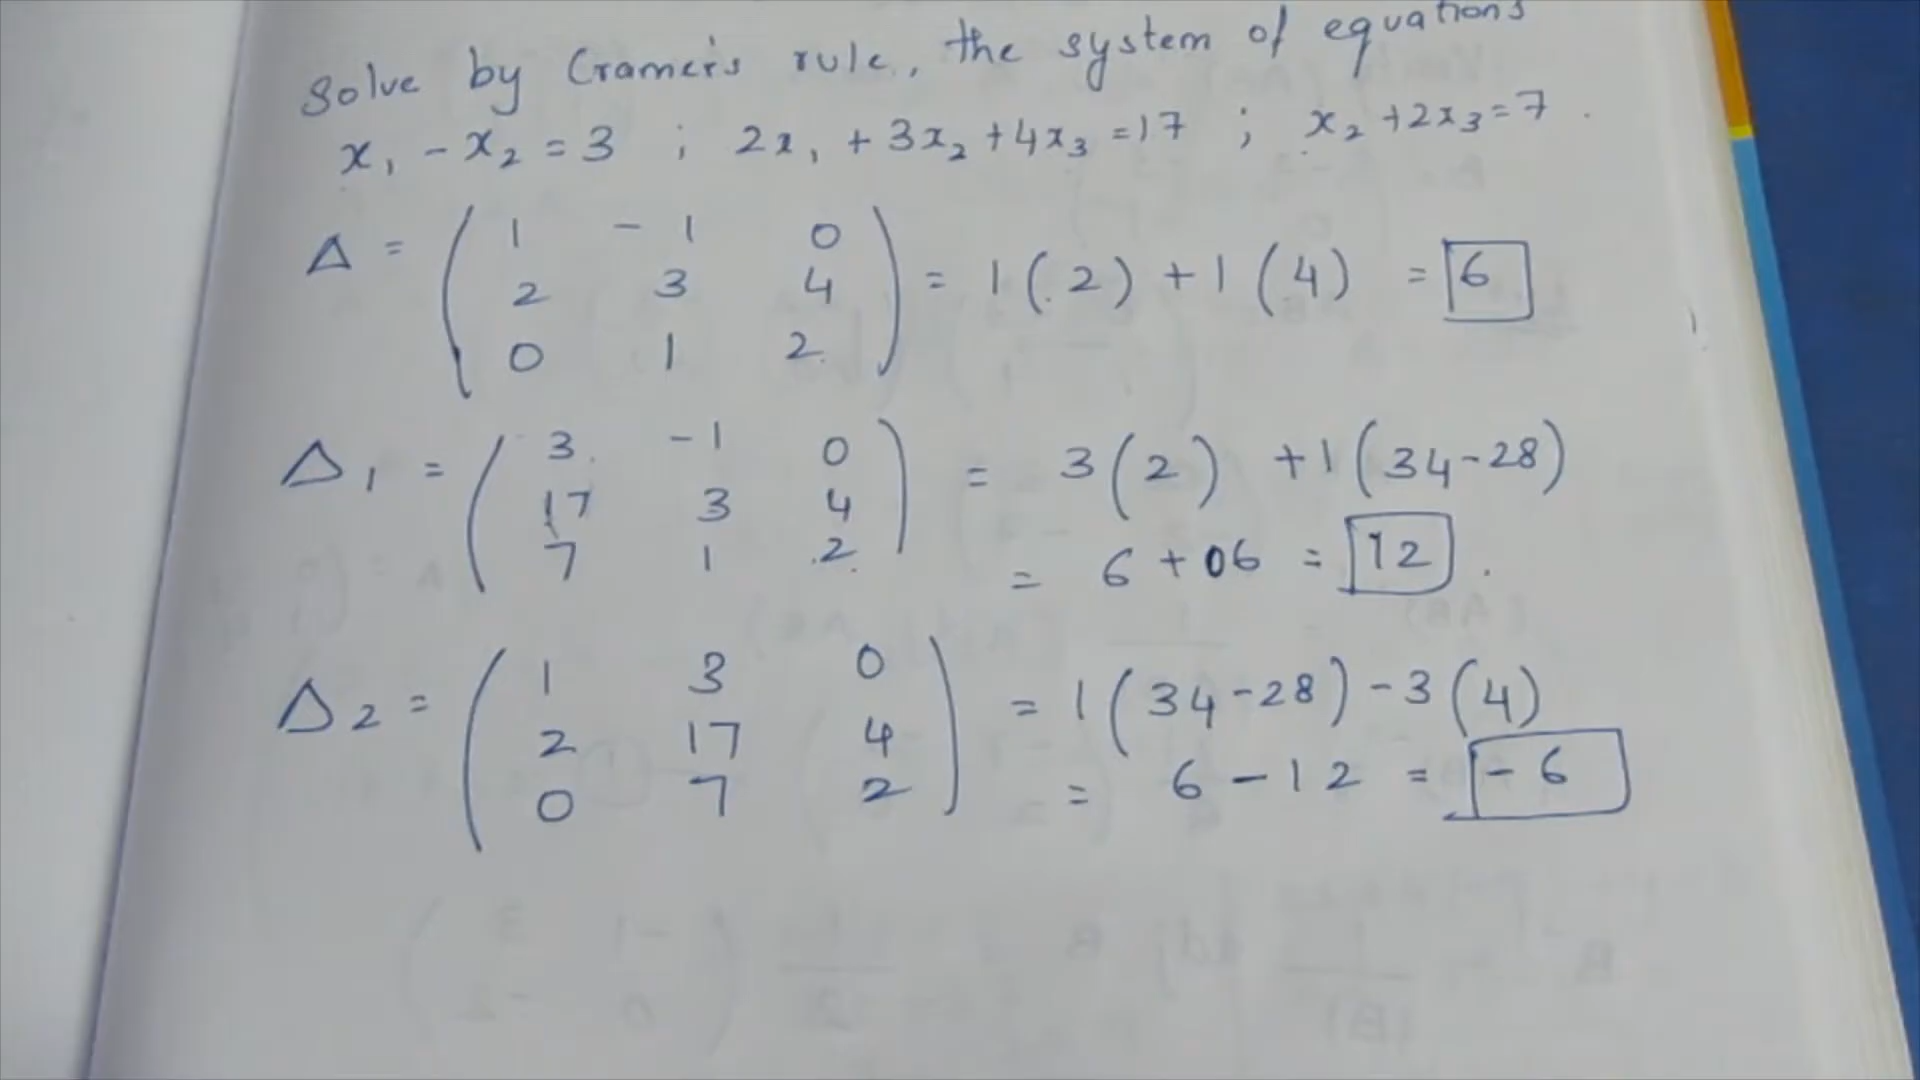 Solve by Cramer's rule, the system of equations
x₁ - x₂ = 3 ; 2x₁ + 3x₂ + 4x₃ = 17 ; x₂ + 2x₃ = 7 .
Δ = ( 1 -1 0
2 3 4
0 1 2 ) = 1(2) + 1(4) = 6
Δ₁ = ( 3 -1 0
17 3 4
7 1 2 ) = 3(2) + 1(34-28)
= 6 + 06 = 12 .
Δ₂ = ( 1 3 0
2 17 4
0 7 2 ) = 1(34-28) - 3(4)
= 6 - 12 = -6